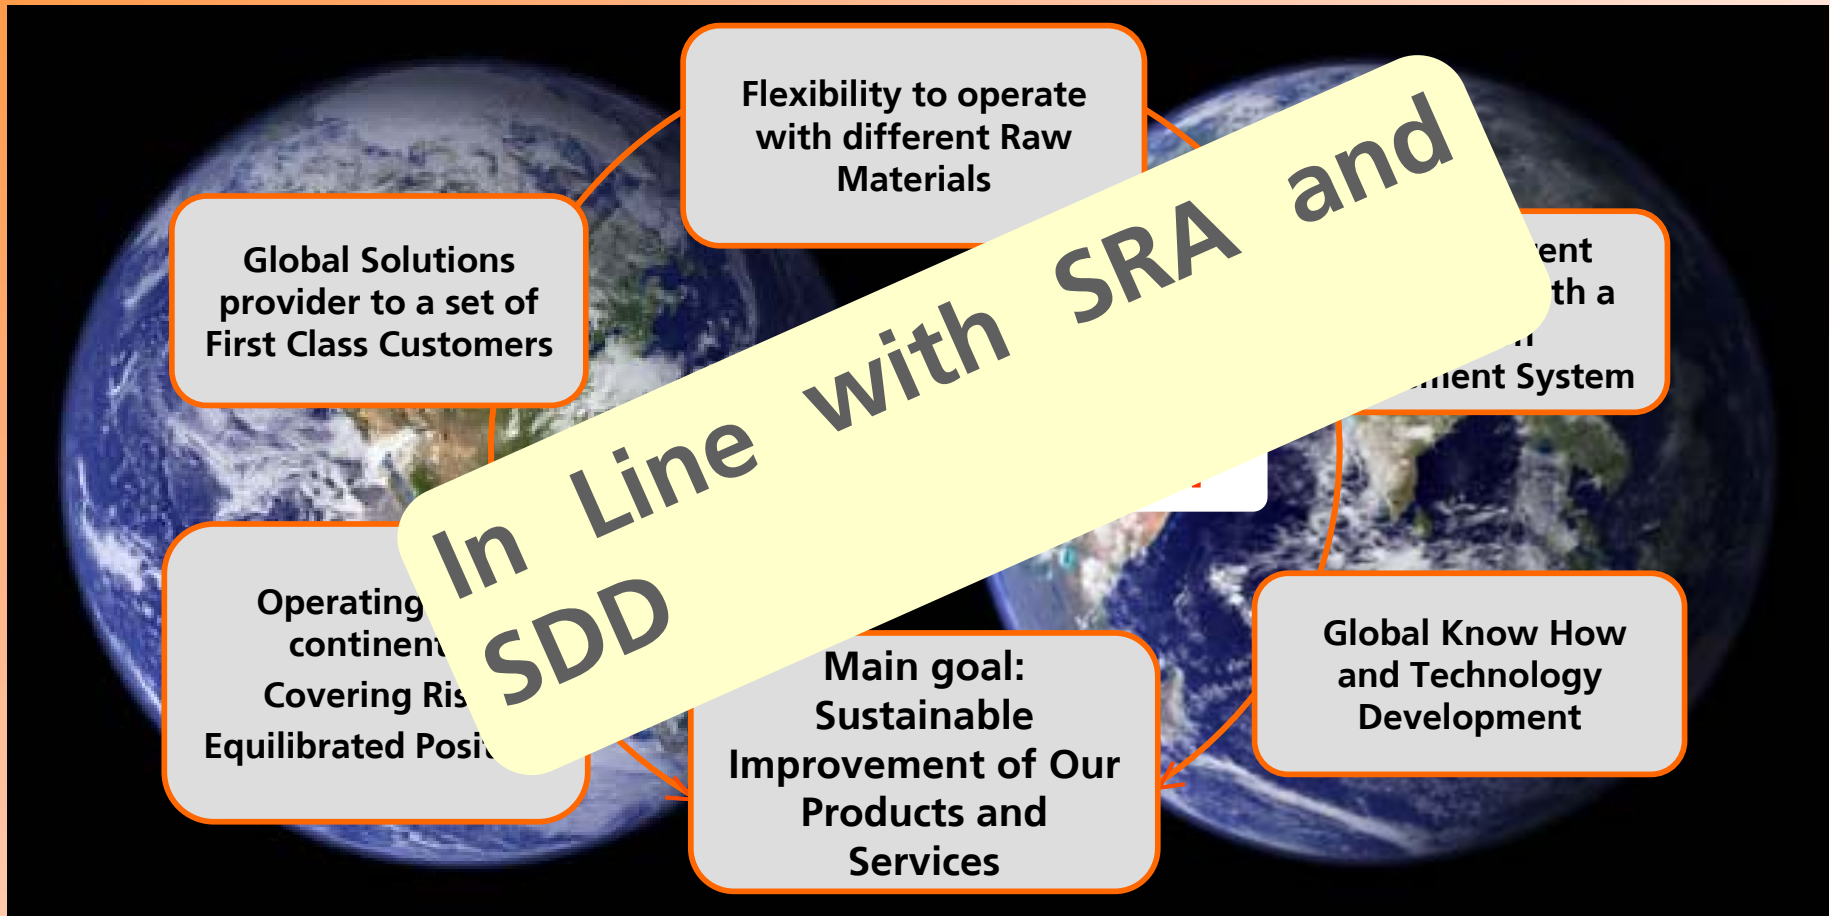 Flexibility to operate
with different Raw
Materials
Global Solutions
provider to a set of
First Class Customers
th a
System
In Line with SRA and
SDD
Operating
Covering
Equilibrated
Main goal:
Sustainable
Improvement of Our
Products and
Services
Global Know How
and Technology
Development